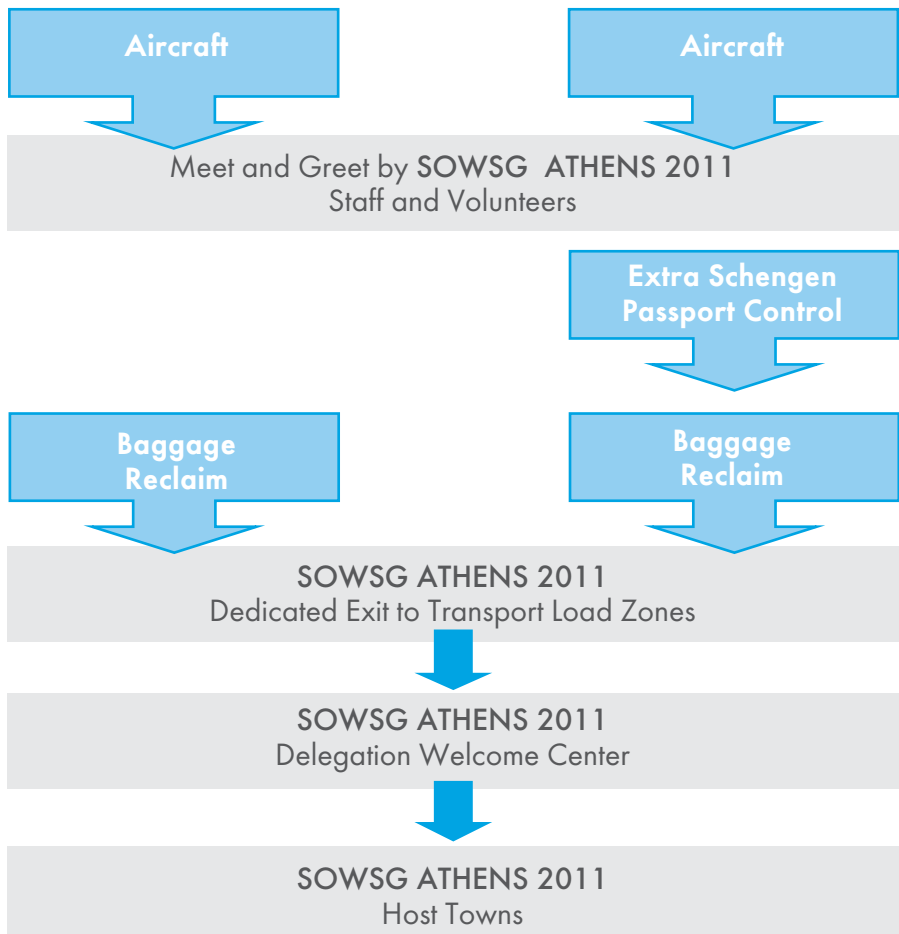 Aircraft
Aircraft
Meet and Greet by SOWSG ATHENS 2011
Staff and Volunteers
Extra Schengen
Passport Control
Baggage
Reclaim
Baggage
Reclaim
SOWSG ATHENS 2011
Dedicated Exit to Transport Load Zones
SOWSG ATHENS 2011
Delegation Welcome Center
SOWSG ATHENS 2011
Host Towns